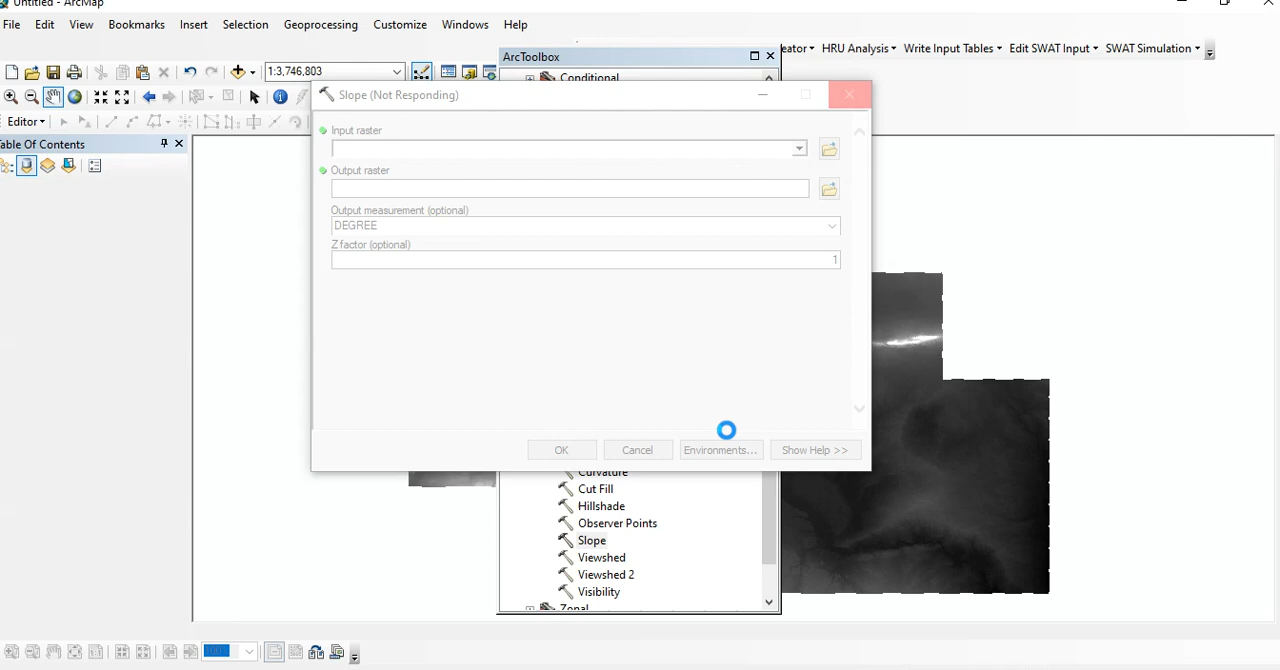 Untitled - ArcMap
File Edit View Bookmarks Insert Selection Geoprocessing Customize Windows Help
eator HRU Analysis Write Input Tables Edit SWAT Input SWAT Simulation
1:3,746,803
Editor
able Of Contents
ArcToolbox
Conditional
Slope (Not Responding)
Input raster
Output raster
Output measurement (optional)
DEGREE
Z factor (optional)
1
OK Cancel Environments... Show Help >>
Curvature
Cut Fill
Hillshade
Observer Points
Slope
Viewshed
Viewshed 2
Visibility
Zonal